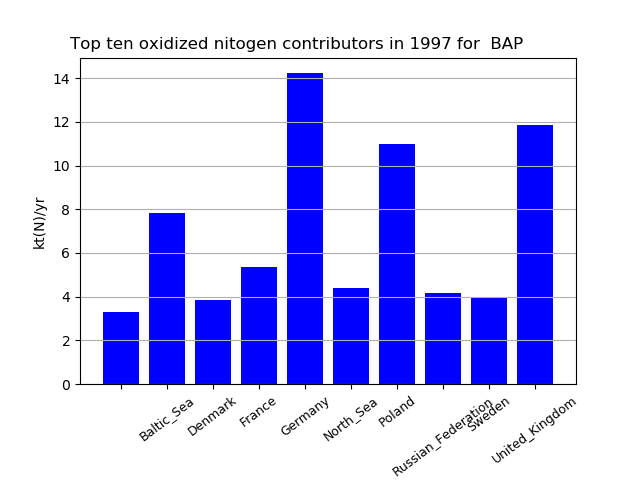 Top ten oxidized nitogen contributors in 1997 for  BAP
kt(N)/yr
14
12
10
8
6
4
2
0
Baltic_Sea
Denmark
France
Germany
North_Sea
Poland
Russian_Federation
Sweden
United_Kingdom